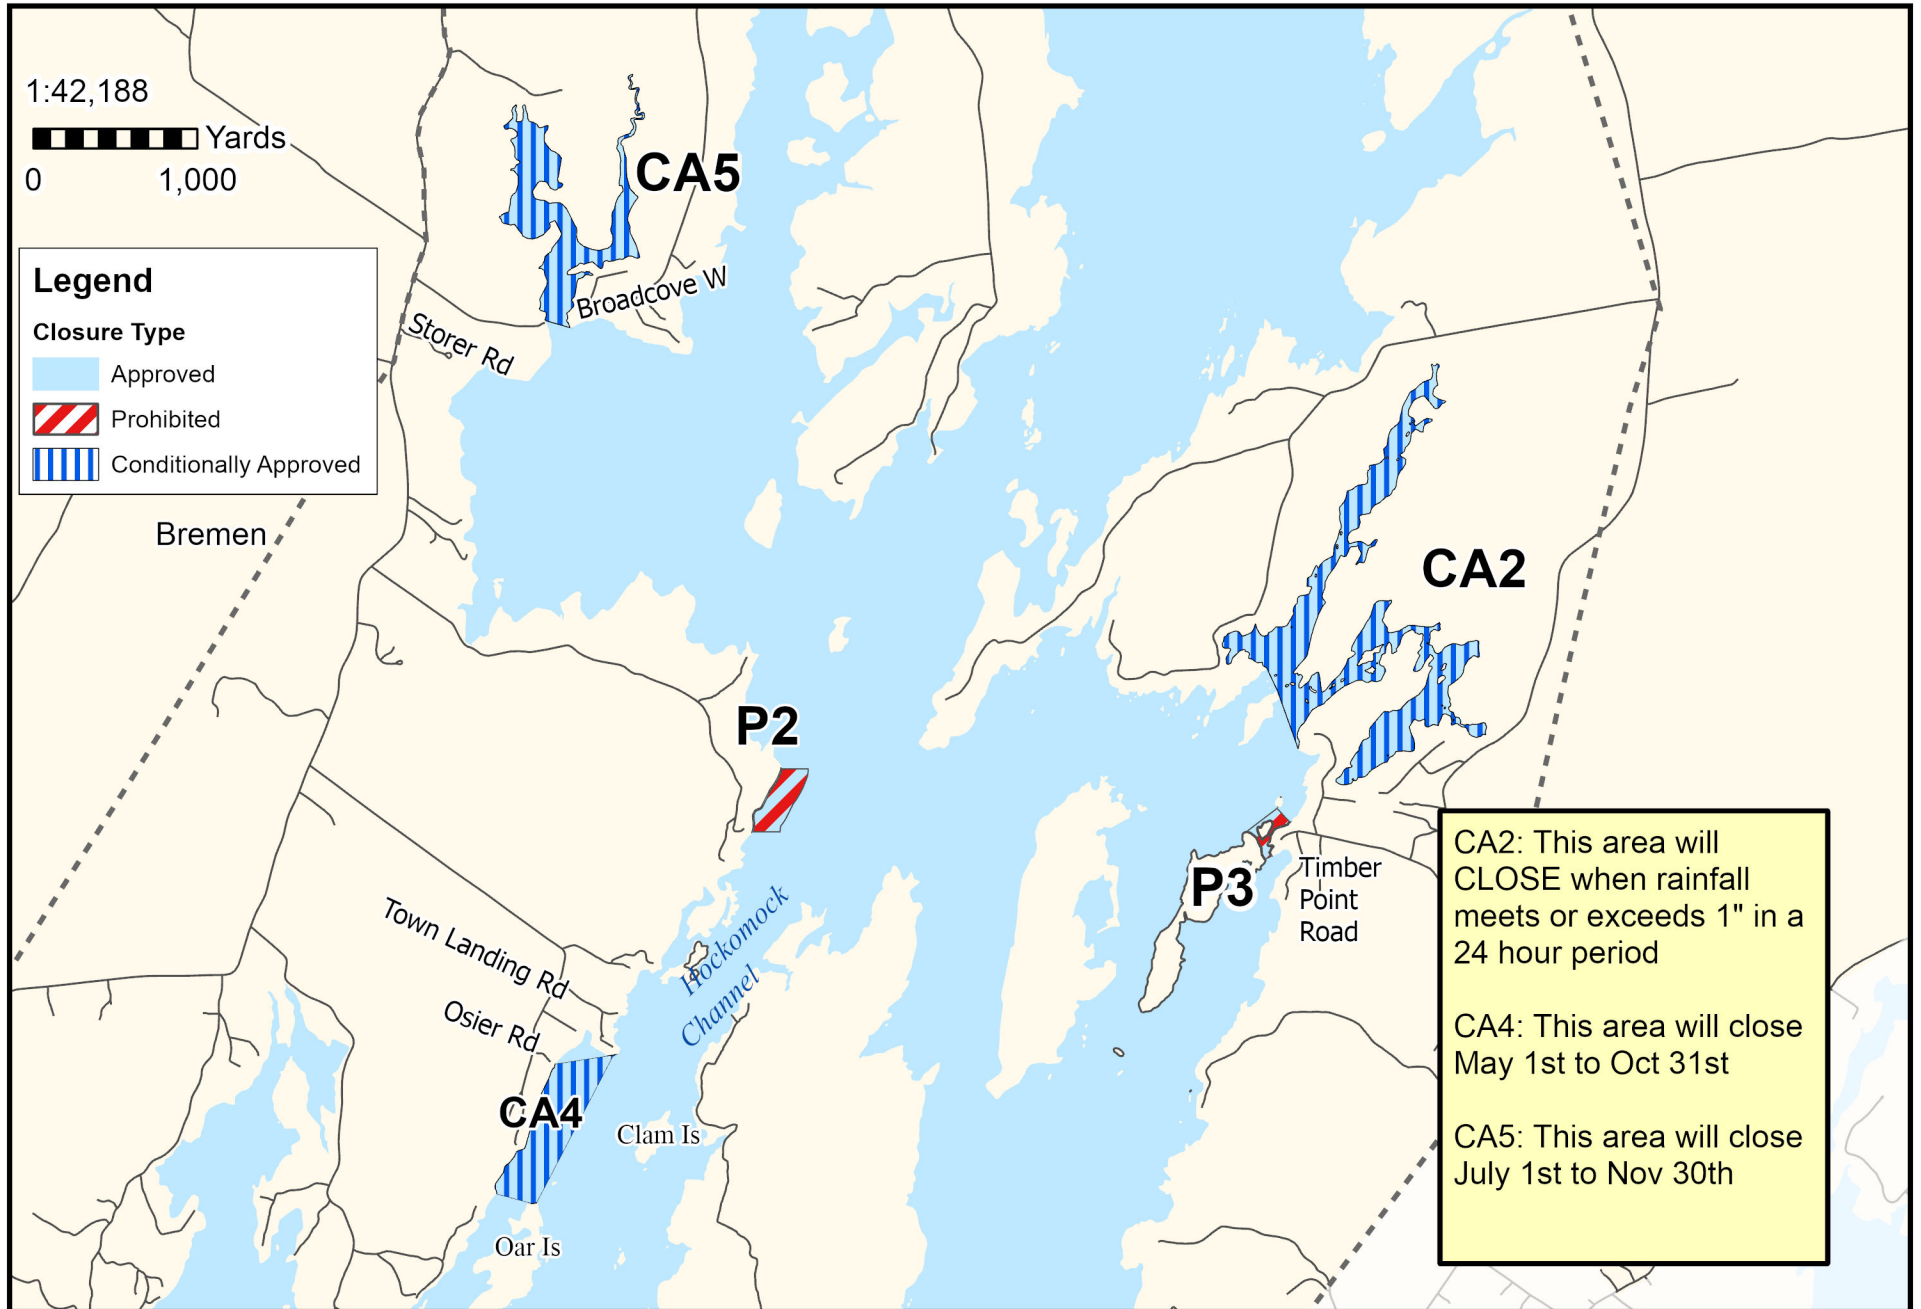 1:42,188
Yards
0 1,000
CA5
Legend
Closure Type
Approved
Prohibited
Conditionally Approved
Broadcove W
Storer Rd
Bremen
CA2
P2
P3
Timber
Point
Road
Hockomock
Channel
Town Landing Rd
Osier Rd
CA4
Clam Is
Oar Is
CA2: This area will
CLOSE when rainfall
meets or exceeds 1" in a
24 hour period
CA4: This area will close
May 1st to Oct 31st
CA5: This area will close
July 1st to Nov 30th